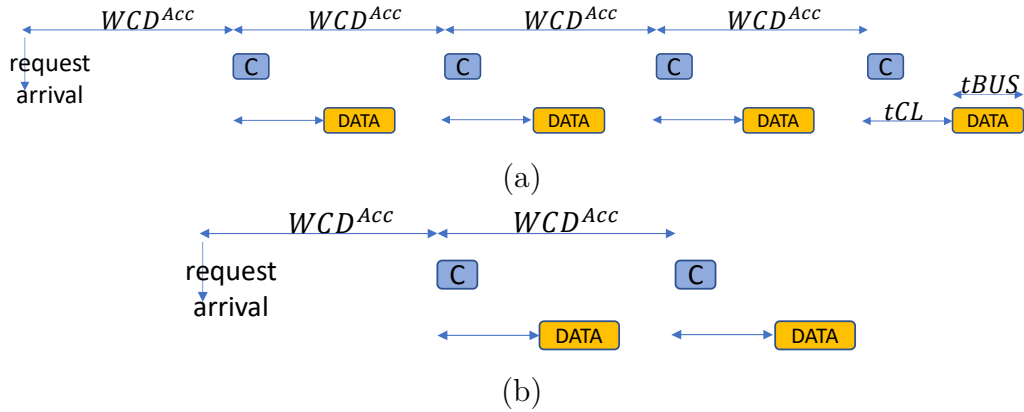 WCD^Acc WCD^Acc WCD^Acc WCD^Acc
request
arrival
C C C C
tBUS
tCL
DATA DATA DATA DATA
(a)
WCD^Acc WCD^Acc
request
arrival
C C
DATA DATA
(b)